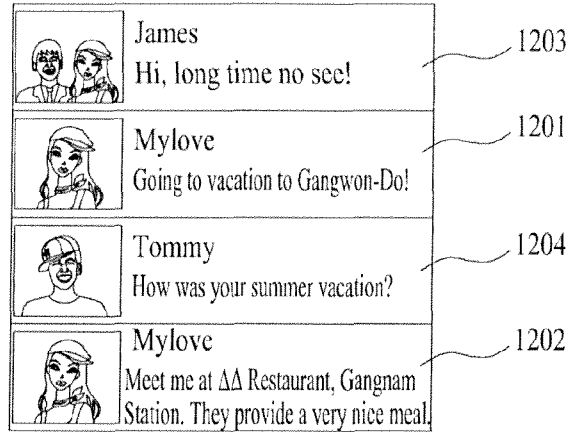 James
Hi, long time no see!
1203
Mylove
Going to vacation to Gangwon-Do!
1201
Tommy
How was your summer vacation?
1204
Mylove
Meet me at ΔΔ Restaurant, Gangnam
Station. They provide a very nice meal.
1202